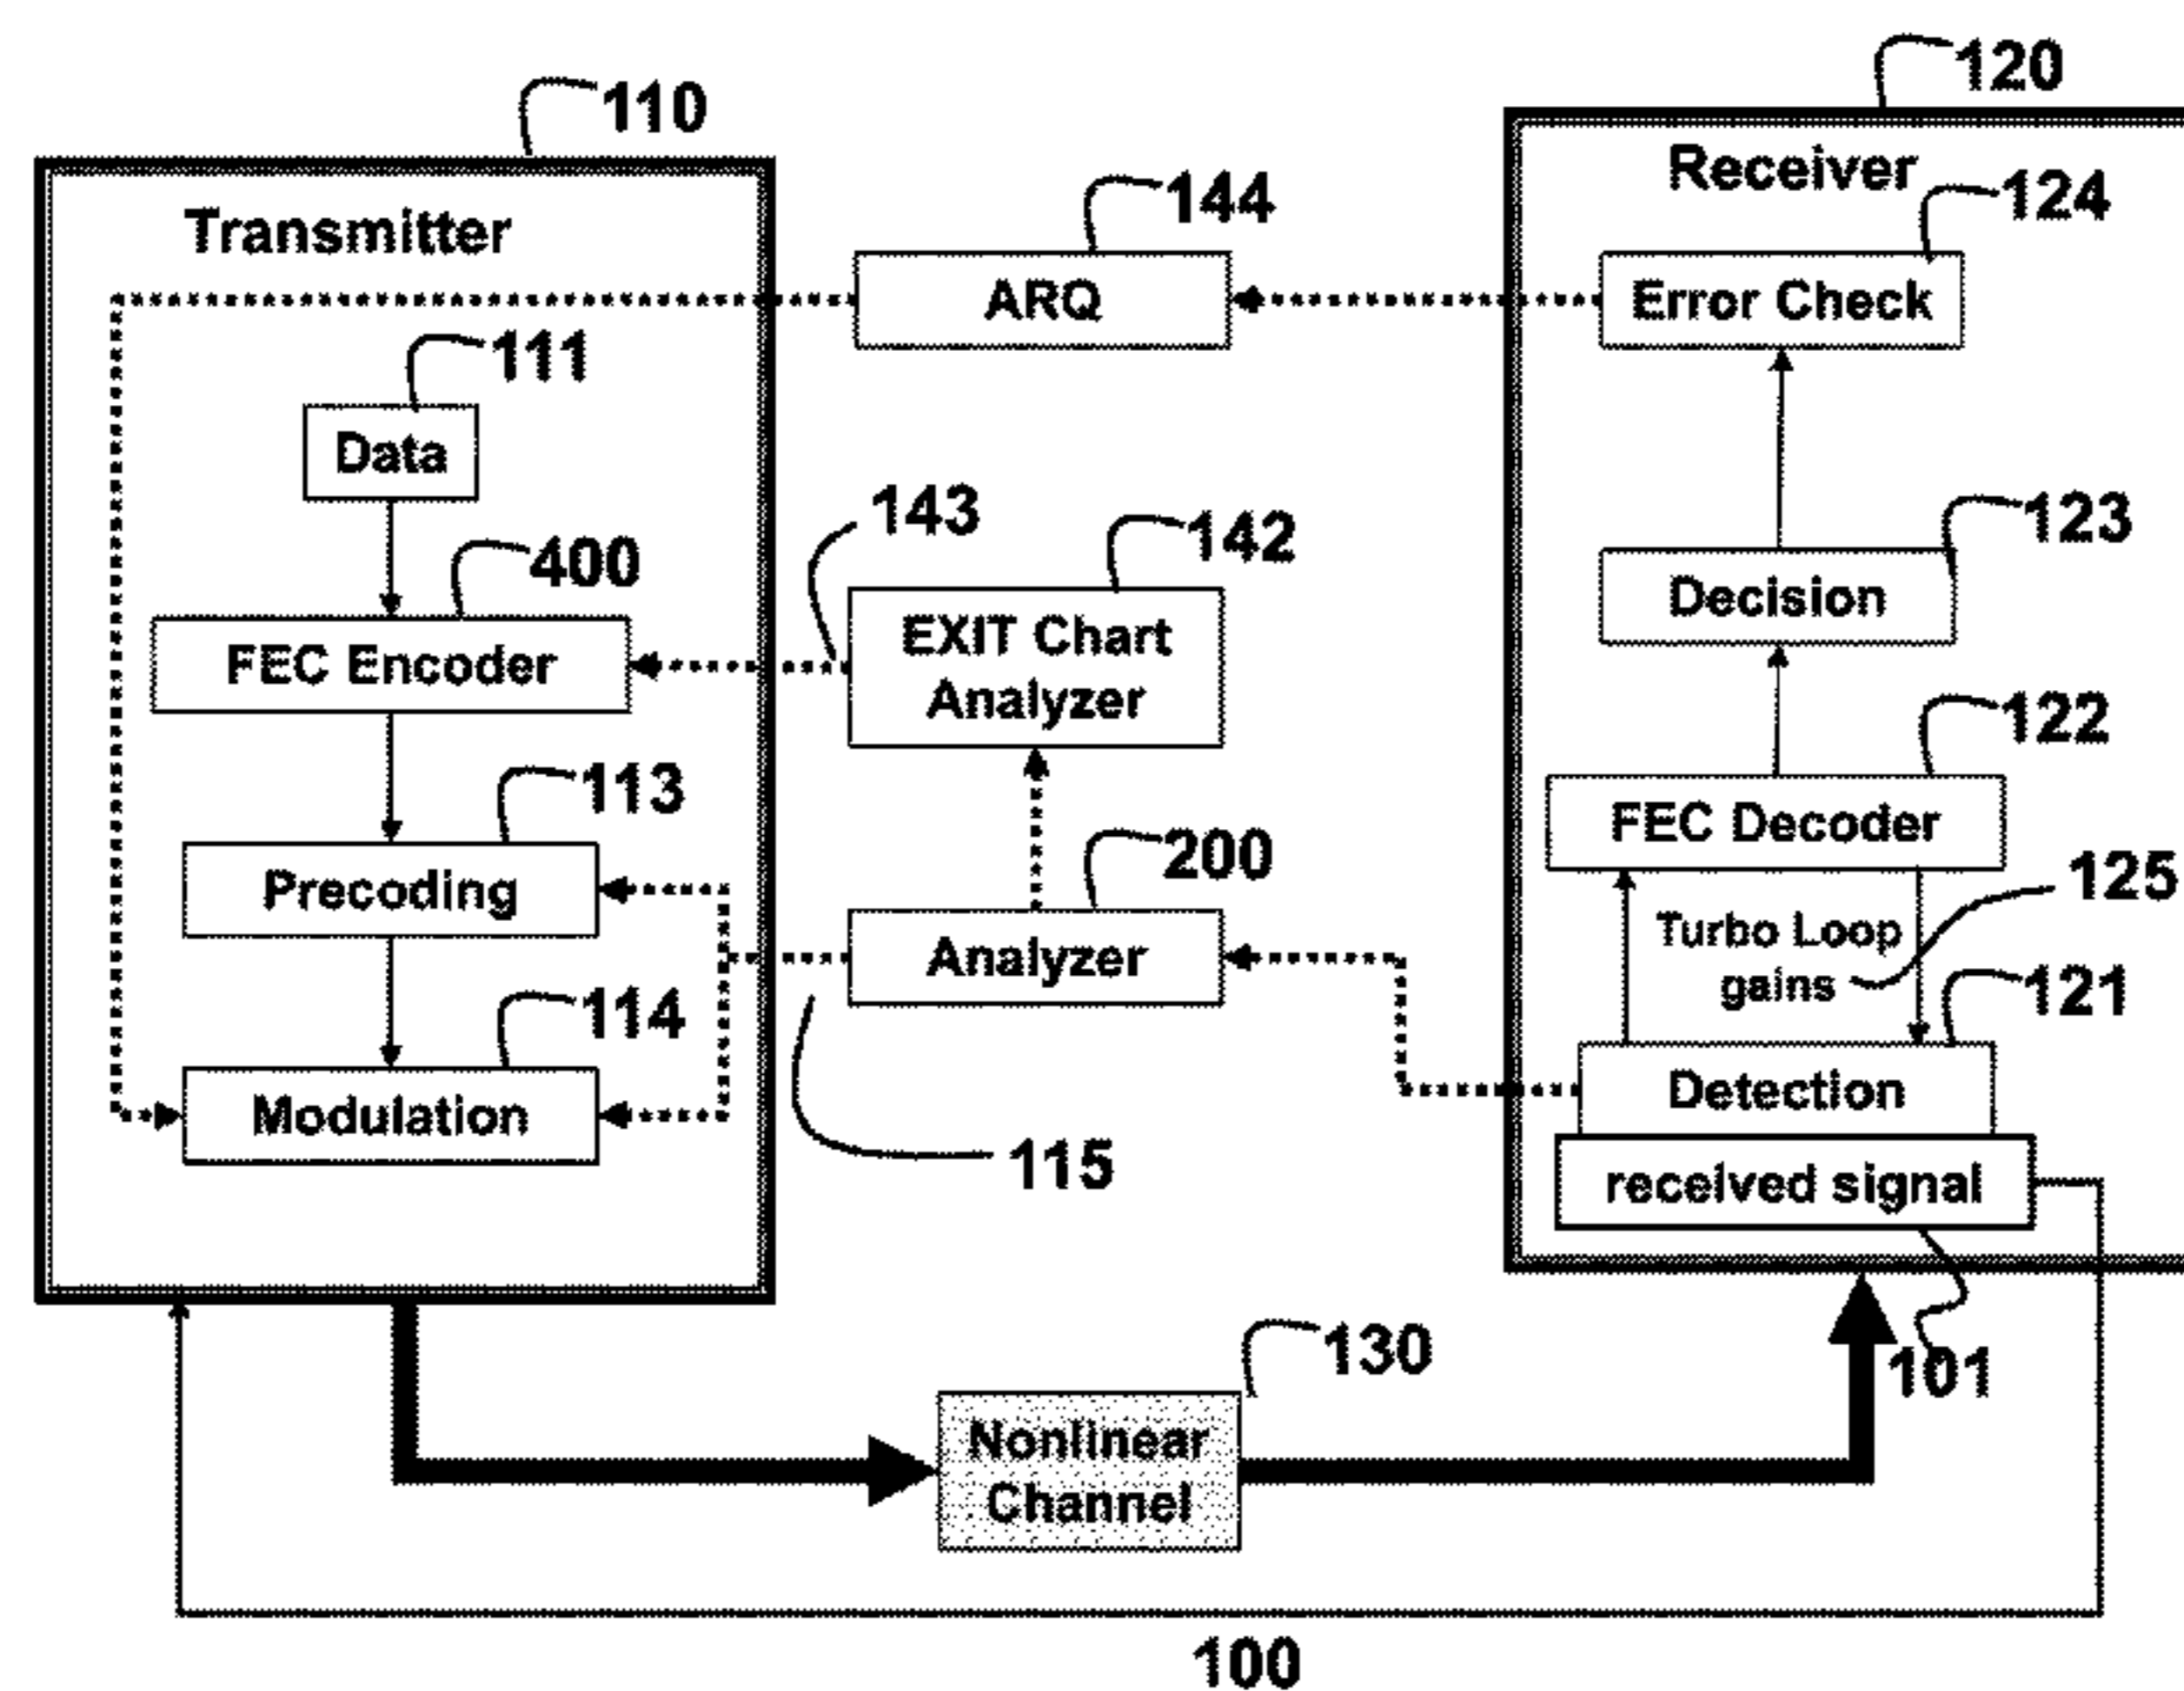 110
Transmitter
111
Data
400
FEC Encoder
113
Precoding
114
Modulation
144
ARQ
143
142
EXIT Chart
Analyzer
200
Analyzer
115
130
Nonlinear
Channel
120
Receiver
124
Error Check
123
Decision
122
FEC Decoder
125
Turbo Loop
gains
121
Detection
received signal
101
100